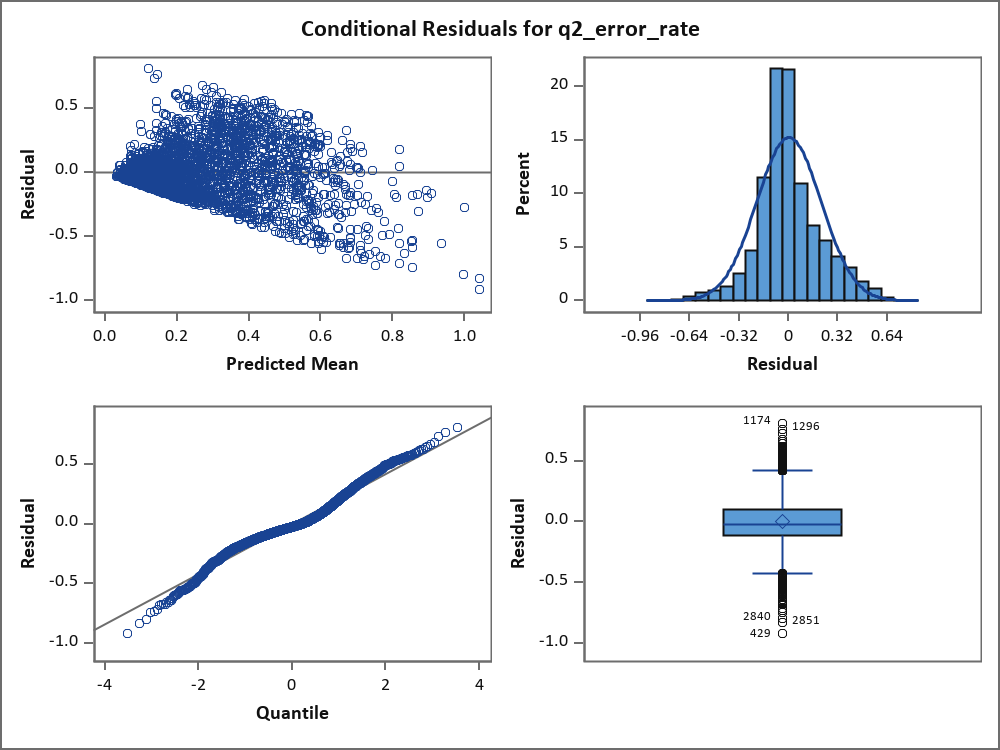 Conditional Residuals for q2_error_rate
Residual
0.5
0.0
-0.5
-1.0
0.0 0.2 0.4 0.6 0.8 1.0
Predicted Mean
Percent
20
15
10
5
0
-0.96 -0.64 -0.32 0 0.32 0.64
Residual
Residual
0.5
0.0
-0.5
-1.0
-4 -2 0 2 4
Quantile
Residual
0.5
0.0
-0.5
-1.0
1174 1296
2840 2851
429